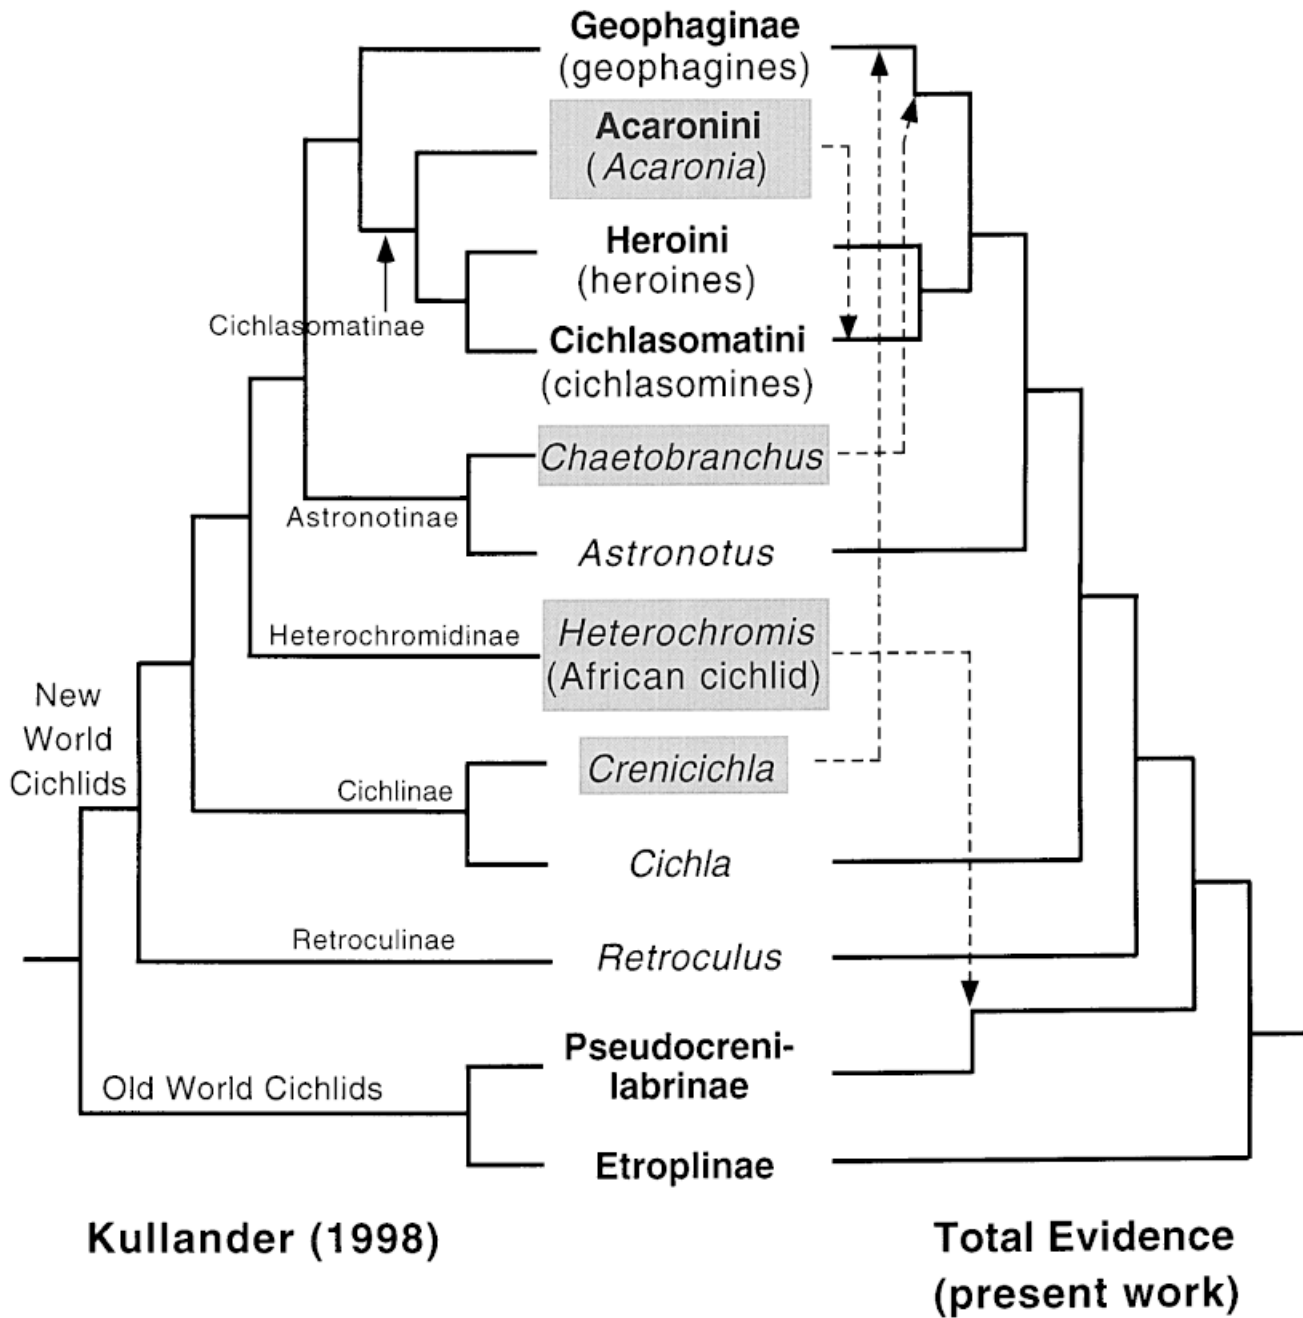 Geophaginae
(geophagines)
Acaronini
(Acaronia)
Heroini
(heroines)
Cichlasomatinae
Cichlasomatini
(cichlasomines)
Chaetobranchus
Astronotinae
Astronotus
Heterochromidinae
Heterochromis
(African cichlid)
New
World
Cichlids
Crenicichla
Cichlinae
Cichla
Retroculinae
Retroculus
Pseudocreni-
labrinae
Old World Cichlids
Etroplinae
Kullander (1998)
Total Evidence
(present work)